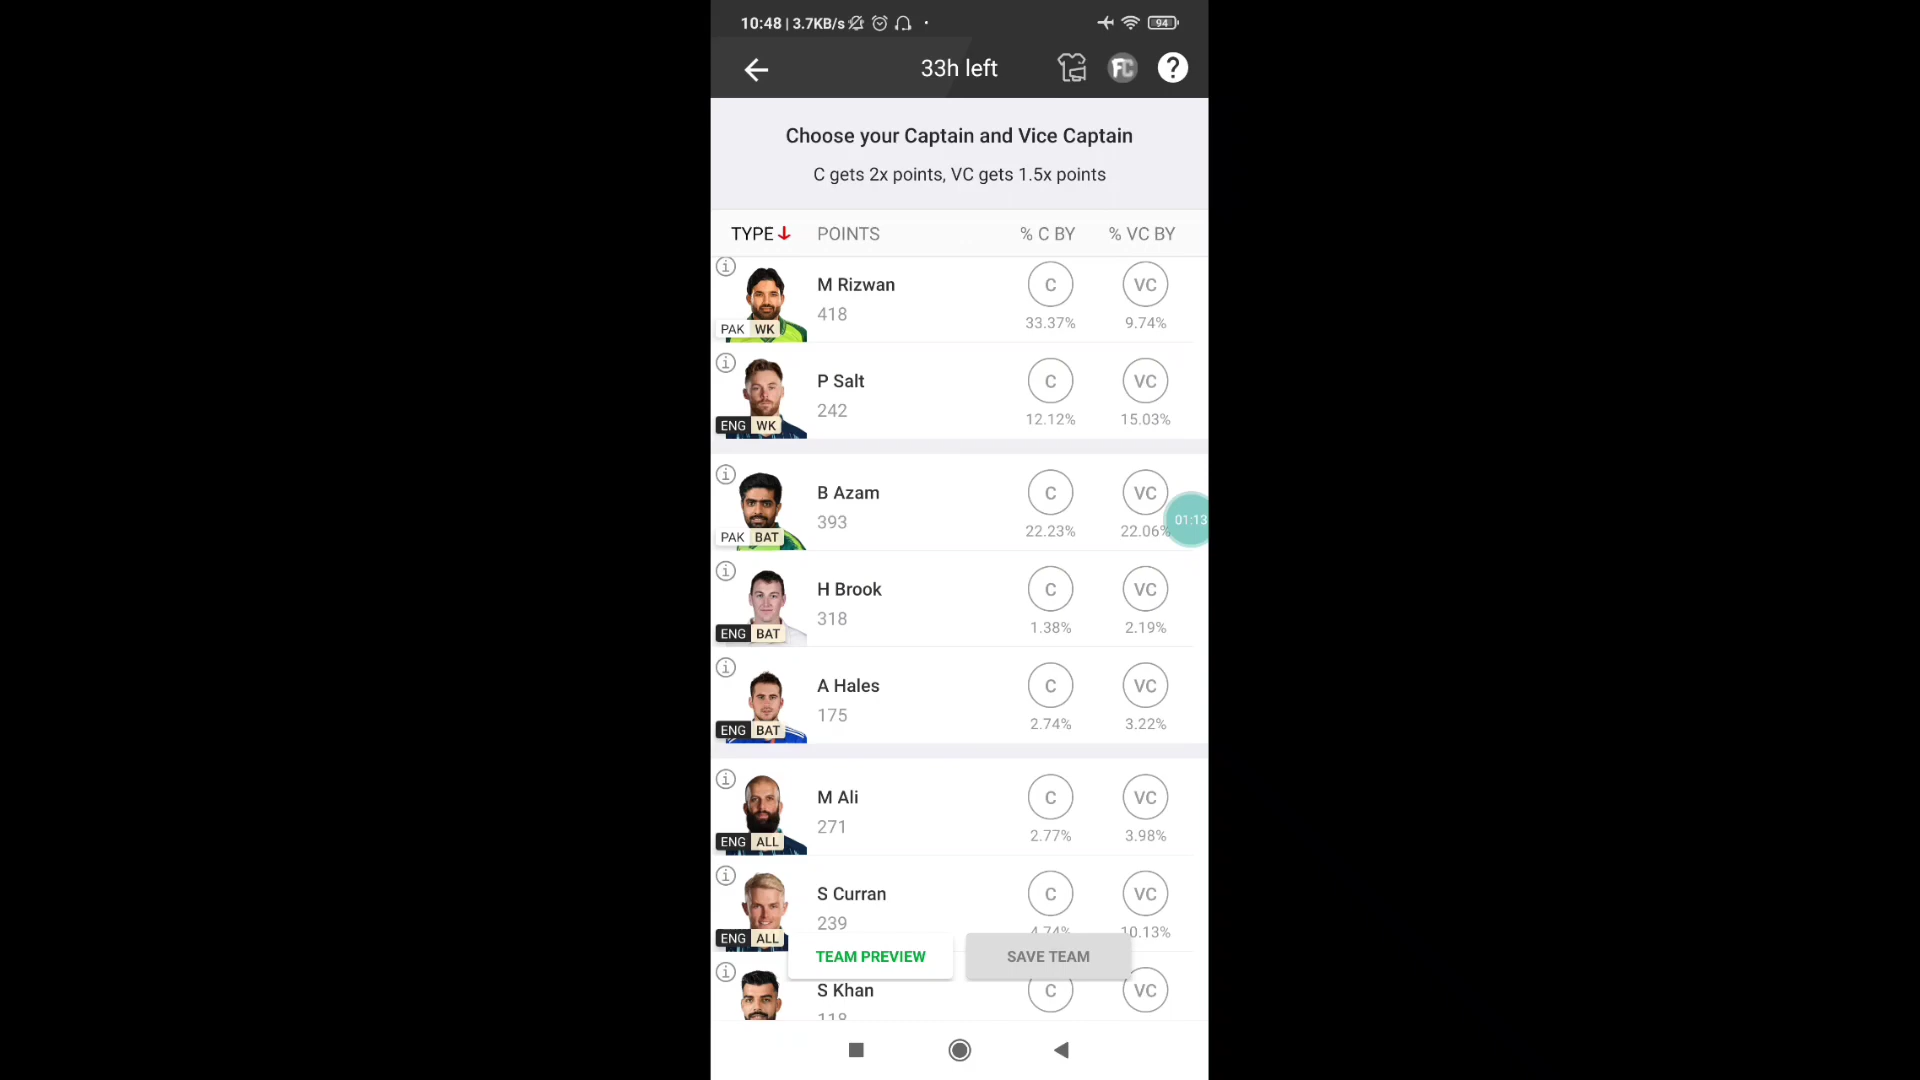 10:48 | 3.7KB/s
94
33h left
FC
?
Choose your Captain and Vice Captain
C gets 2x points, VC gets 1.5x points
TYPE POINTS % C BY % VC BY
M Rizwan
418
PAK WK
C
33.37%
VC
9.74%
P Salt
242
ENG WK
C
12.12%
VC
15.03%
B Azam
393
PAK BAT
C
22.23%
VC
22.06%
01:13
H Brook
318
ENG BAT
C
1.38%
VC
2.19%
A Hales
175
ENG BAT
C
2.74%
VC
3.22%
M Ali
271
ENG ALL
C
2.77%
VC
3.98%
S Curran
239
ENG ALL
C
4.74%
VC
10.13%
TEAM PREVIEW
SAVE TEAM
S Khan
118
C
VC